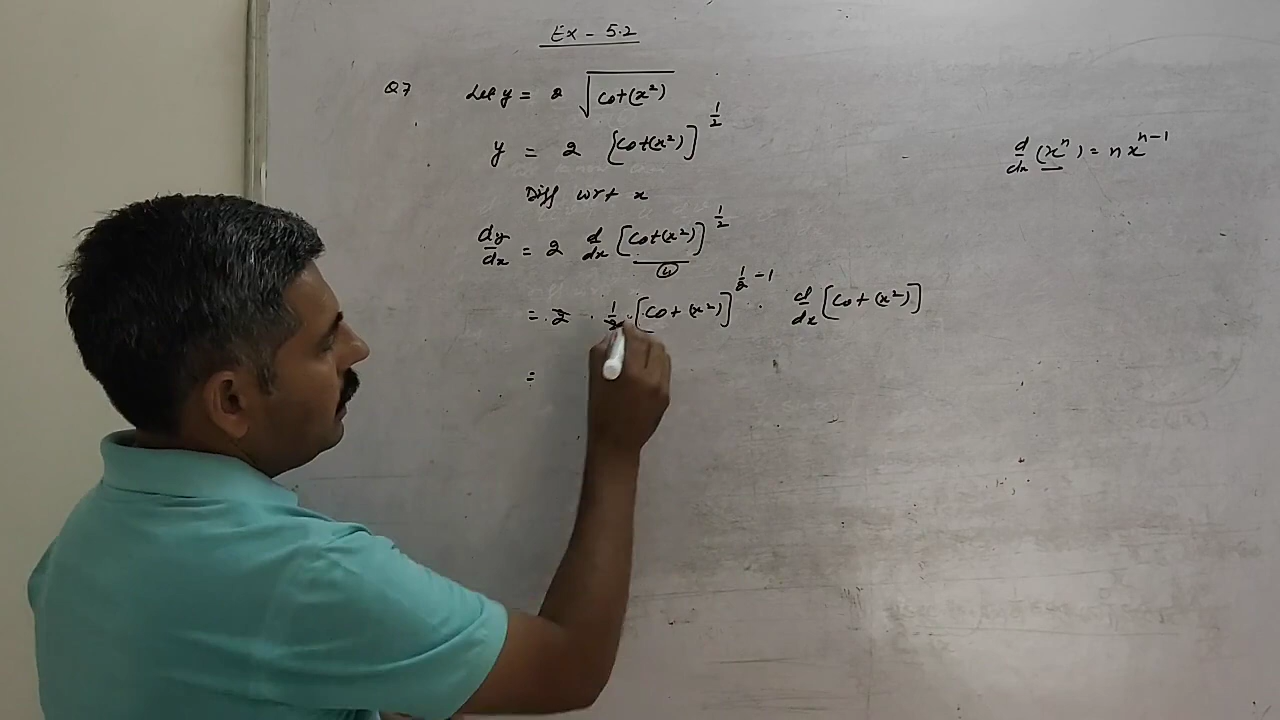 Ex - 5.2
Q7 Let y = 2 √cot(x²)
y = 2 [cot(x²)]^1/2
d/dx (xⁿ) = n x^n-1
Diff wrt x
dy/dx = 2 d/dx [cot(x²)]^1/2
= 2 · 1/2 · [cot(x²)]^1/2-1 · d/dx [cot(x²)]
=